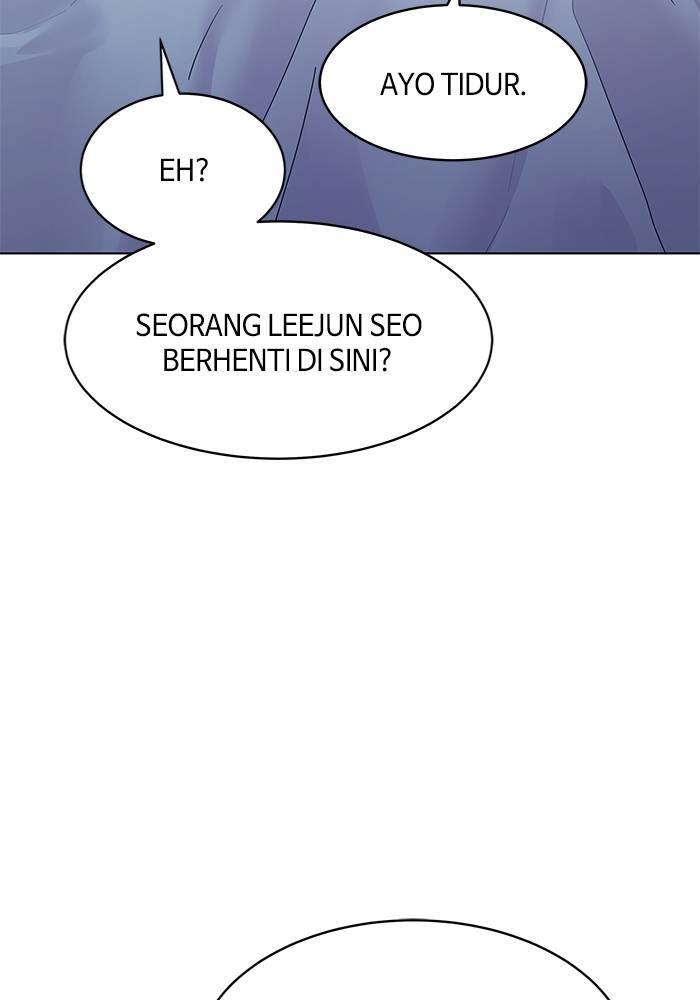 AYO TIDUR.
EH?
SEORANG LEEJUN SEO
BERHENTI DI SINI?